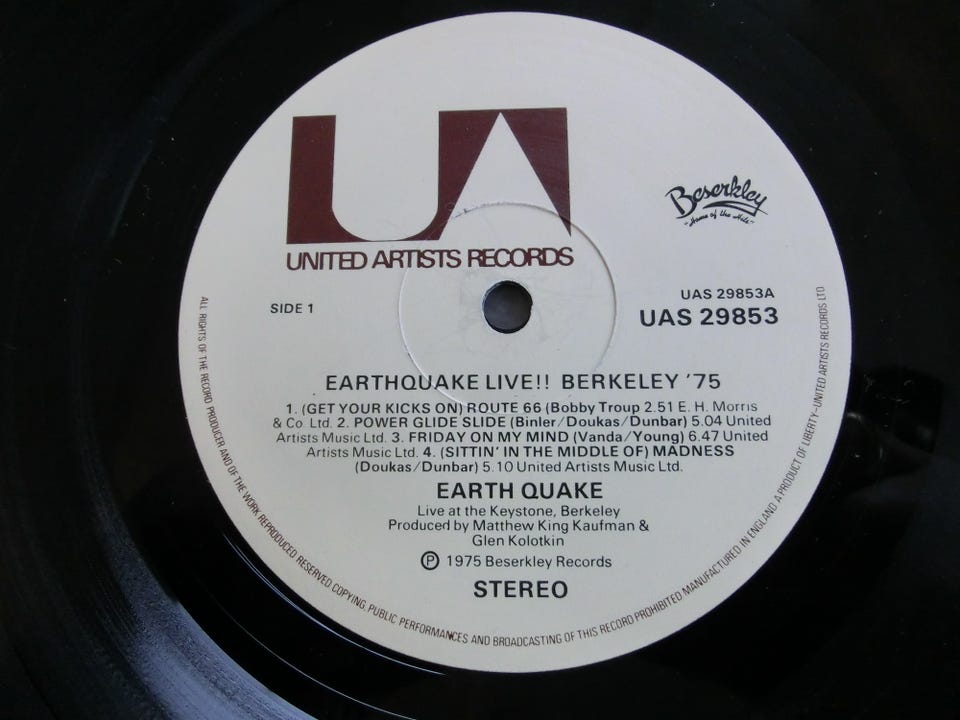 UA
UNITED ARTISTS RECORDS
Beserkley
"Home of the Hits"
SIDE 1
UAS 29853A
UAS 29853
EARTHQUAKE LIVE!! BERKELEY '75
1. (GET YOUR KICKS ON) ROUTE 66 (Bobby Troup 2.51 E. H. Morris
& Co. Ltd. 2. POWER GLIDE SLIDE (Binler/Doukas/Dunbar) 5.04 United
Artists Music Ltd. 3. FRIDAY ON MY MIND (Vanda/Young) 6.47 United
Artists Music Ltd. 4. (SITTIN' IN THE MIDDLE OF) MADNESS
(Doukas/Dunbar) 5.10 United Artists Music Ltd.
EARTH QUAKE
Live at the Keystone, Berkeley
Produced by Matthew King Kaufman &
Glen Kolotkin
℗ 1975 Beserkley Records
STEREO
ALL RIGHTS OF THE RECORD PRODUCER AND OF THE WORK REPRODUCED RESERVED. COPYING, PUBLIC PERFORMANCES AND BROADCASTING OF THIS RECORD PROHIBITED. MANUFACTURED IN ENGLAND. A PRODUCT OF LIBERTY-UNITED ARTISTS RECORDS LTD